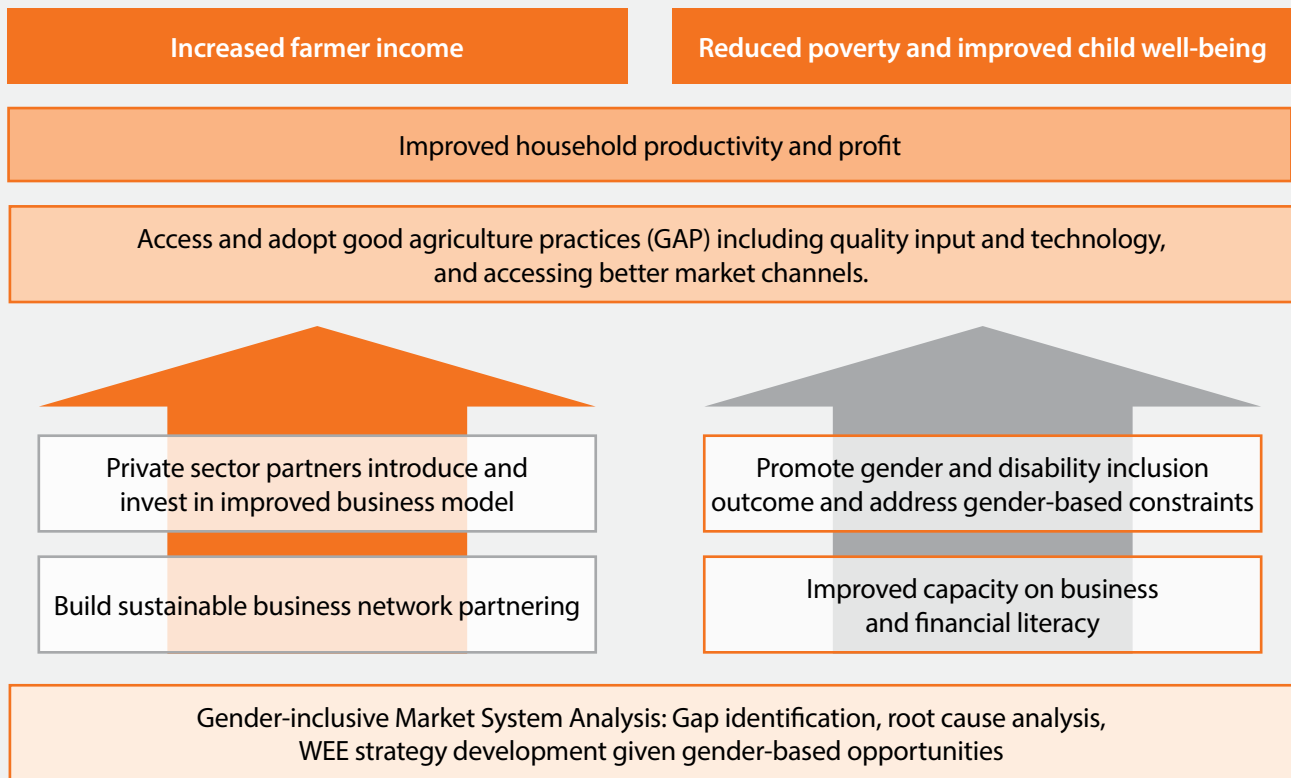 Increased farmer income
Reduced poverty and improved child well-being
Improved household productivity and profit
Access and adopt good agriculture practices (GAP) including quality input and technology,
and accessing better market channels.
Private sector partners introduce and
invest in improved business model
Build sustainable business network partnering
Promote gender and disability inclusion
outcome and address gender-based constraints
Improved capacity on business
and financial literacy
Gender-inclusive Market System Analysis: Gap identification, root cause analysis,
WEE strategy development given gender-based opportunities